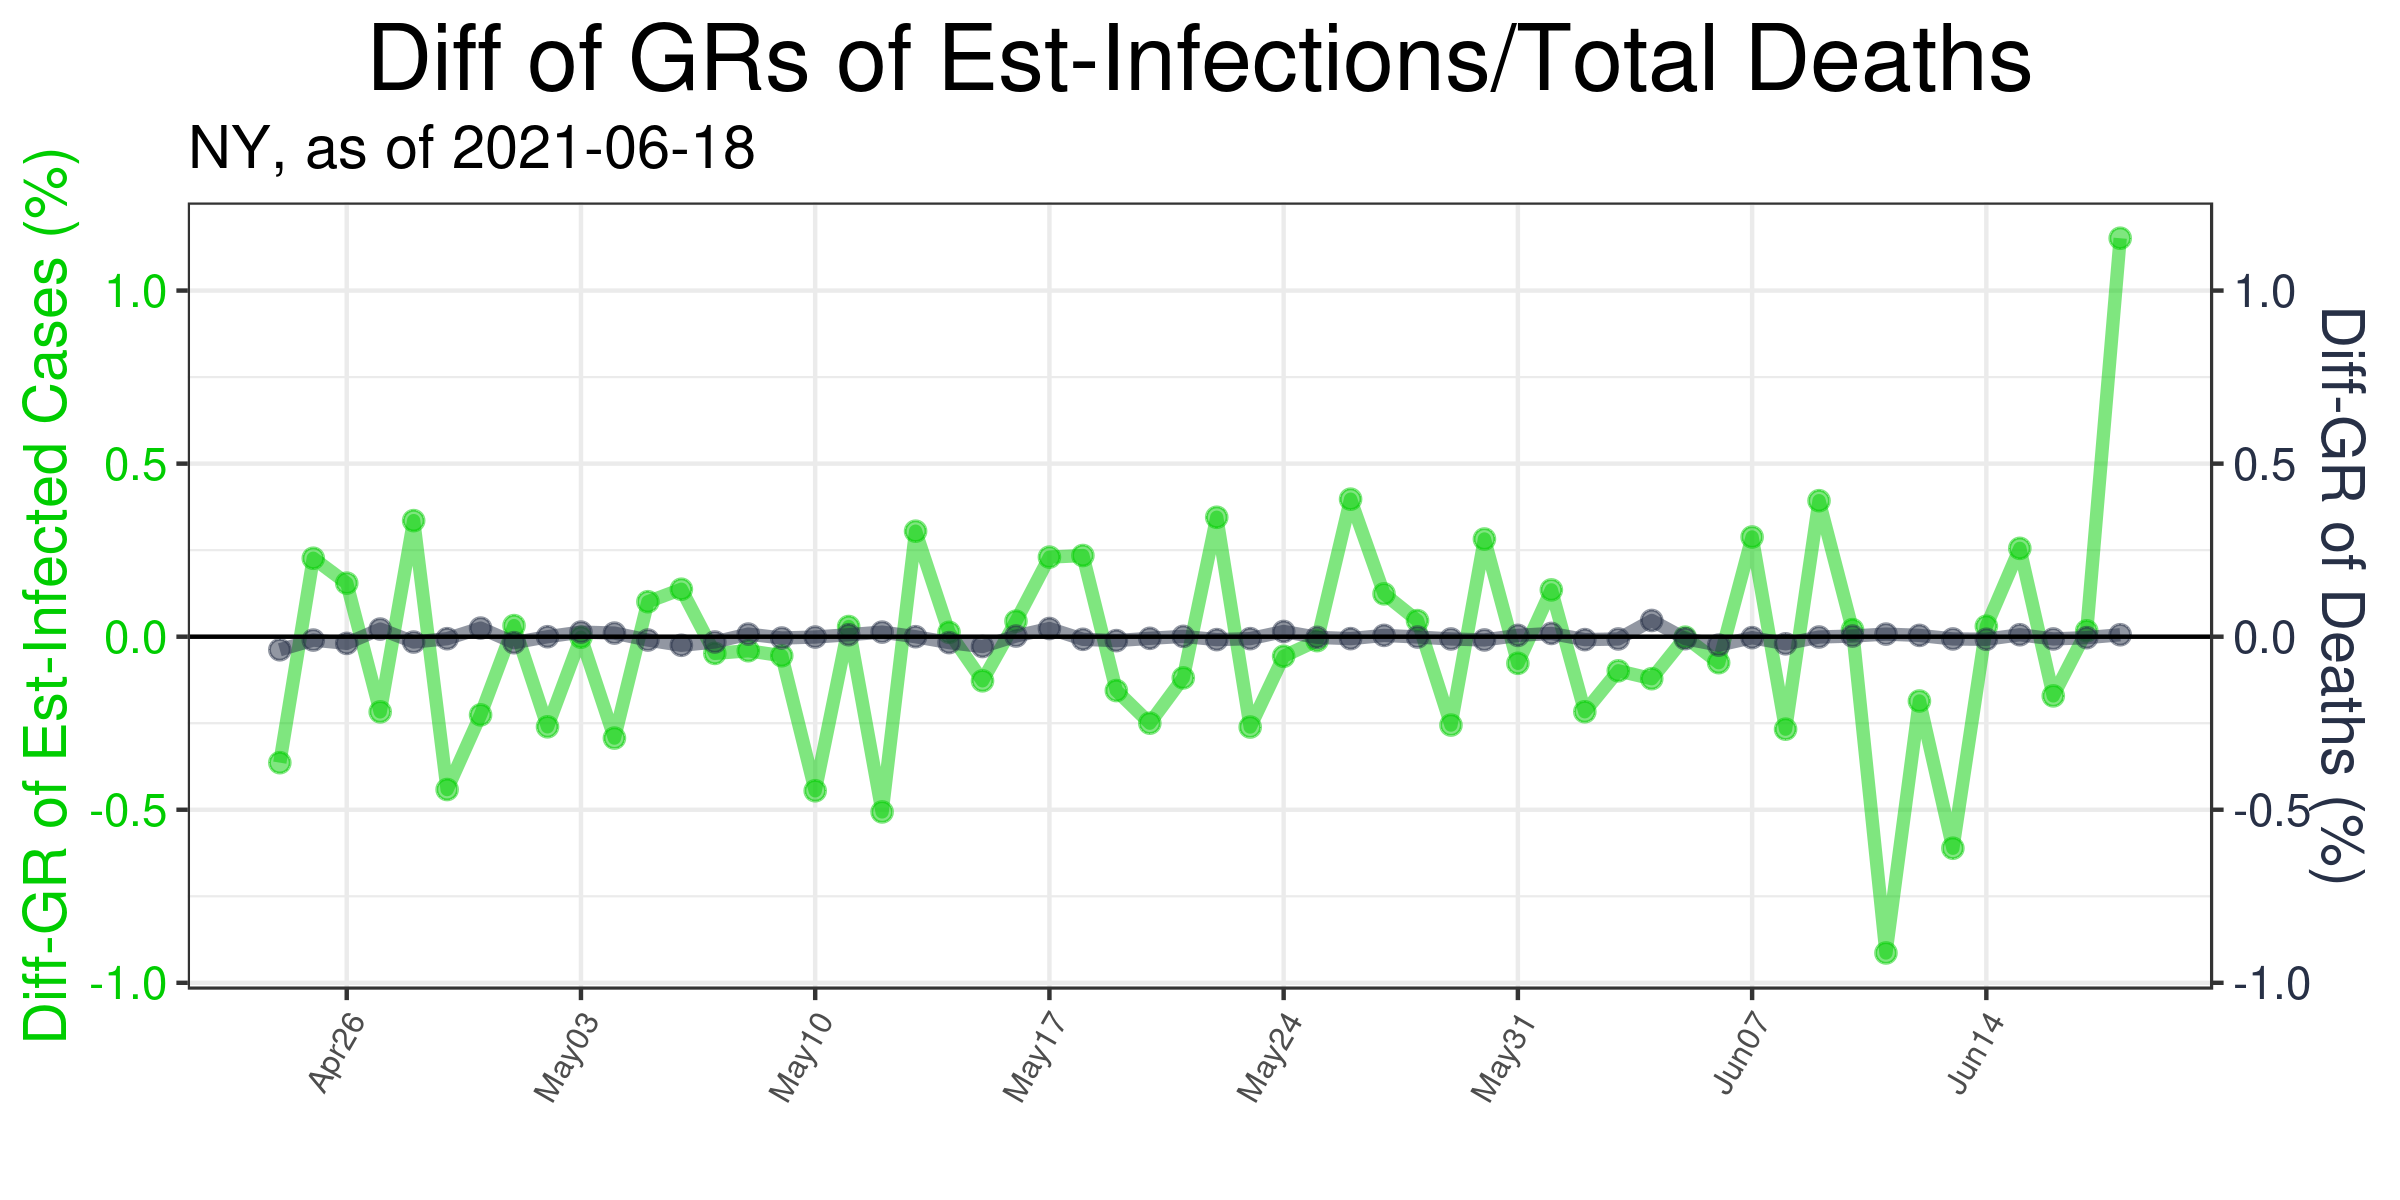 Diff of GRs of Est-Infections/Total Deaths
NY, as of 2021-06-18
Diff-GR of Est-Infected Cases (%)
1.0
0.5
0.0
-0.5
-1.0
1.0
0.5
0.0
-0.5
-1.0
Diff-GR of Deaths (%)
Apr26
May03
May10
May17
May24
May31
Jun07
Jun14